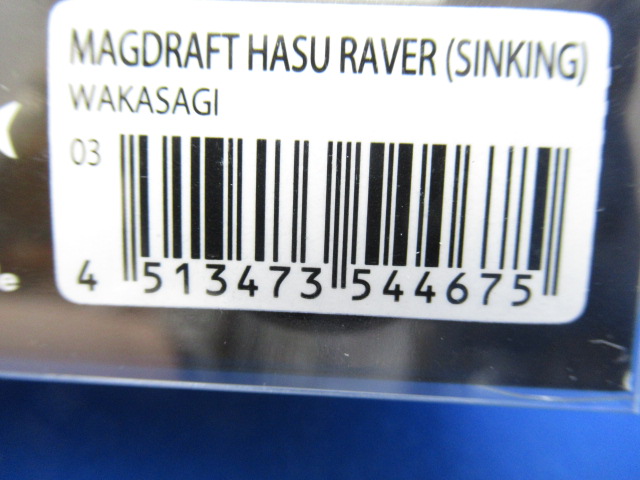 MAGDRAFT HASU RAVER (SINKING)
WAKASAGI
03
4 513473 544675